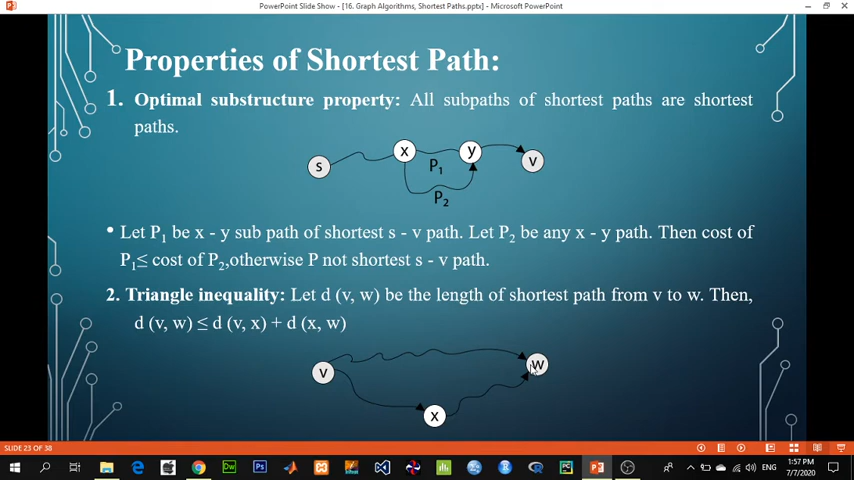 PowerPoint Slide Show - [16. Graph Algorithms, Shortest Paths.pptx] - Microsoft PowerPoint
Properties of Shortest Path:
1. Optimal substructure property: All subpaths of shortest paths are shortest
paths.
s
x
y
v
P1
P2
• Let P1 be x - y sub path of shortest s - v path. Let P2 be any x - y path. Then cost of
P1≤ cost of P2,otherwise P not shortest s - v path.
2. Triangle inequality: Let d (v, w) be the length of shortest path from v to w. Then,
d (v, w) ≤ d (v, x) + d (x, w)
v
w
x
SLIDE 23 OF 38
Dw
Ps
R
PC
ENG
1:57 PM
7/7/2020